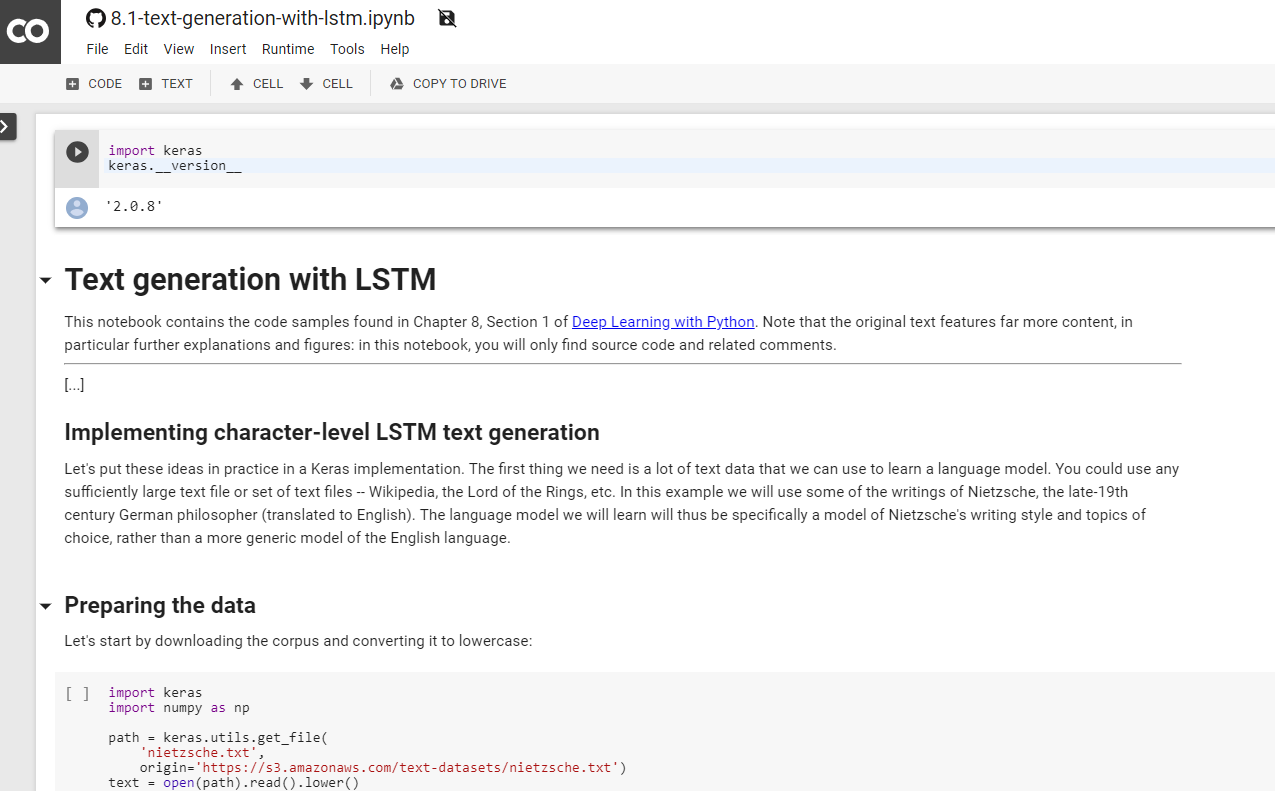 CO 8.1-text-generation-with-lstm.ipynb
File Edit View Insert Runtime Tools Help
CODE TEXT CELL CELL COPY TO DRIVE
import keras
keras.__version__
'2.0.8'
Text generation with LSTM
This notebook contains the code samples found in Chapter 8, Section 1 of Deep Learning with Python. Note that the original text features far more content, in
particular further explanations and figures: in this notebook, you will only find source code and related comments.
[...]
Implementing character-level LSTM text generation
Let's put these ideas in practice in a Keras implementation. The first thing we need is a lot of text data that we can use to learn a language model. You could use any
sufficiently large text file or set of text files -- Wikipedia, the Lord of the Rings, etc. In this example we will use some of the writings of Nietzsche, the late-19th
century German philosopher (translated to English). The language model we will learn will thus be specifically a model of Nietzsche's writing style and topics of
choice, rather than a more generic model of the English language.
Preparing the data
Let's start by downloading the corpus and converting it to lowercase:
[ ] import keras
import numpy as np
path = keras.utils.get_file(
'nietzsche.txt',
origin='https://s3.amazonaws.com/text-datasets/nietzsche.txt')
text = open(path).read().lower()